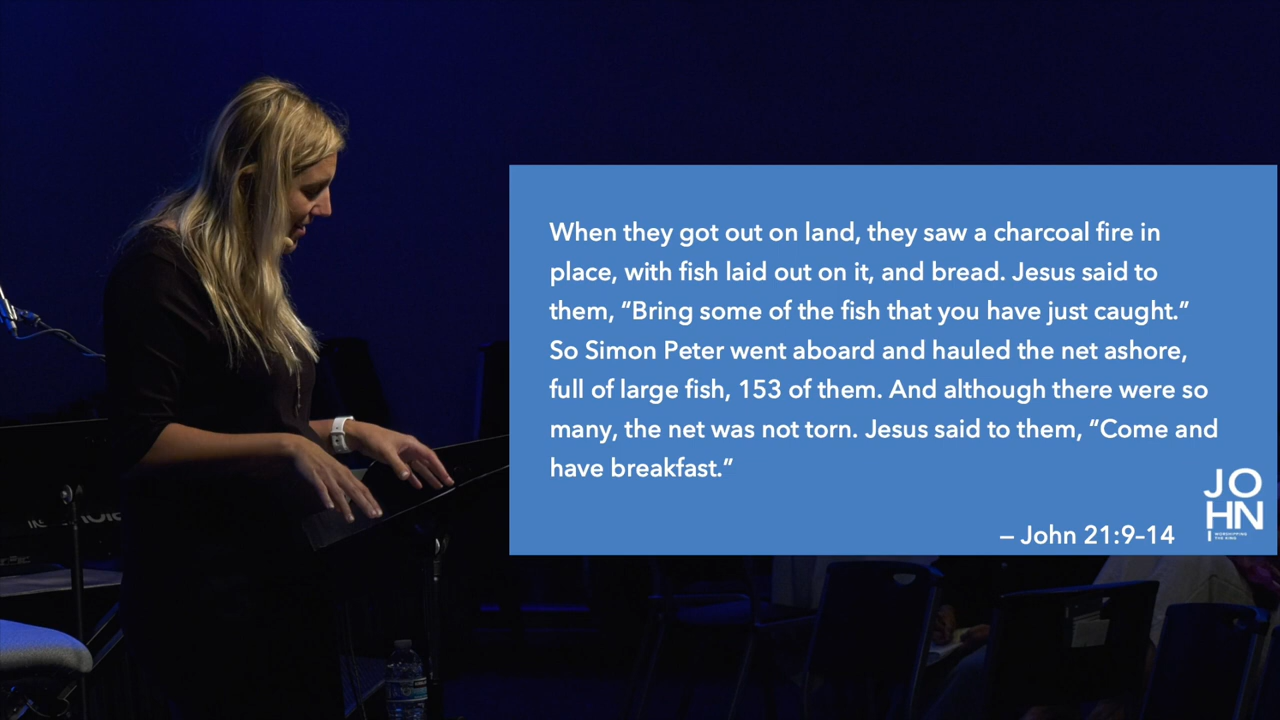 When they got out on land, they saw a charcoal fire in
place, with fish laid out on it, and bread. Jesus said to
them, “Bring some of the fish that you have just caught.”
So Simon Peter went aboard and hauled the net ashore,
full of large fish, 153 of them. And although there were so
many, the net was not torn. Jesus said to them, “Come and
have breakfast.”
– John 21:9-14
JO
HN
WORSHIPPING
THE KING